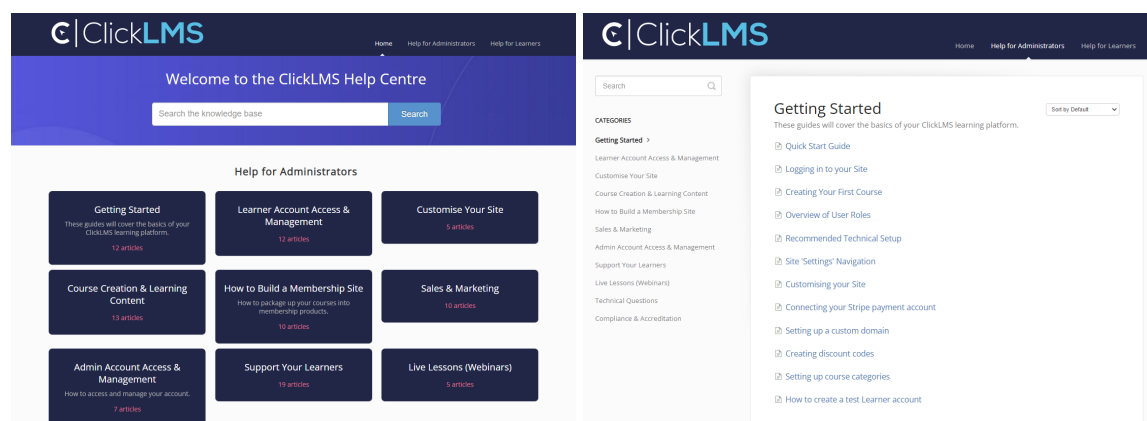 ClickLMS
Home Help for Administrators Help for Learners
Welcome to the ClickLMS Help Centre
Search the knowledge base Search
Help for Administrators
Getting Started
These guides will cover the basics of your
ClickLMS learning platform.
12 articles
Learner Account Access &
Management
12 articles
Customise Your Site
5 articles
Course Creation & Learning
Content
13 articles
How to Build a Membership Site
How to package up your courses into
membership products.
10 articles
Sales & Marketing
10 articles
Admin Account Access &
Management
How to access and manage your account.
7 articles
Support Your Learners
19 articles
Live Lessons (Webinars)
5 articles
ClickLMS
Home Help for Administrators Help for Learners
Search
CATEGORIES
Getting Started >
Learner Account Access & Management
Customise Your Site
Course Creation & Learning Content
How to Build a Membership Site
Sales & Marketing
Admin Account Access & Management
Support Your Learners
Live Lessons (Webinars)
Technical Questions
Compliance & Accreditation
Getting Started
Sort by Default
These guides will cover the basics of your ClickLMS learning platform.
Quick Start Guide
Logging in to your Site
Creating Your First Course
Overview of User Roles
Recommended Technical Setup
Site 'Settings' Navigation
Customising your Site
Connecting your Stripe payment account
Setting up a custom domain
Creating discount codes
Setting up course categories
How to create a test Learner account